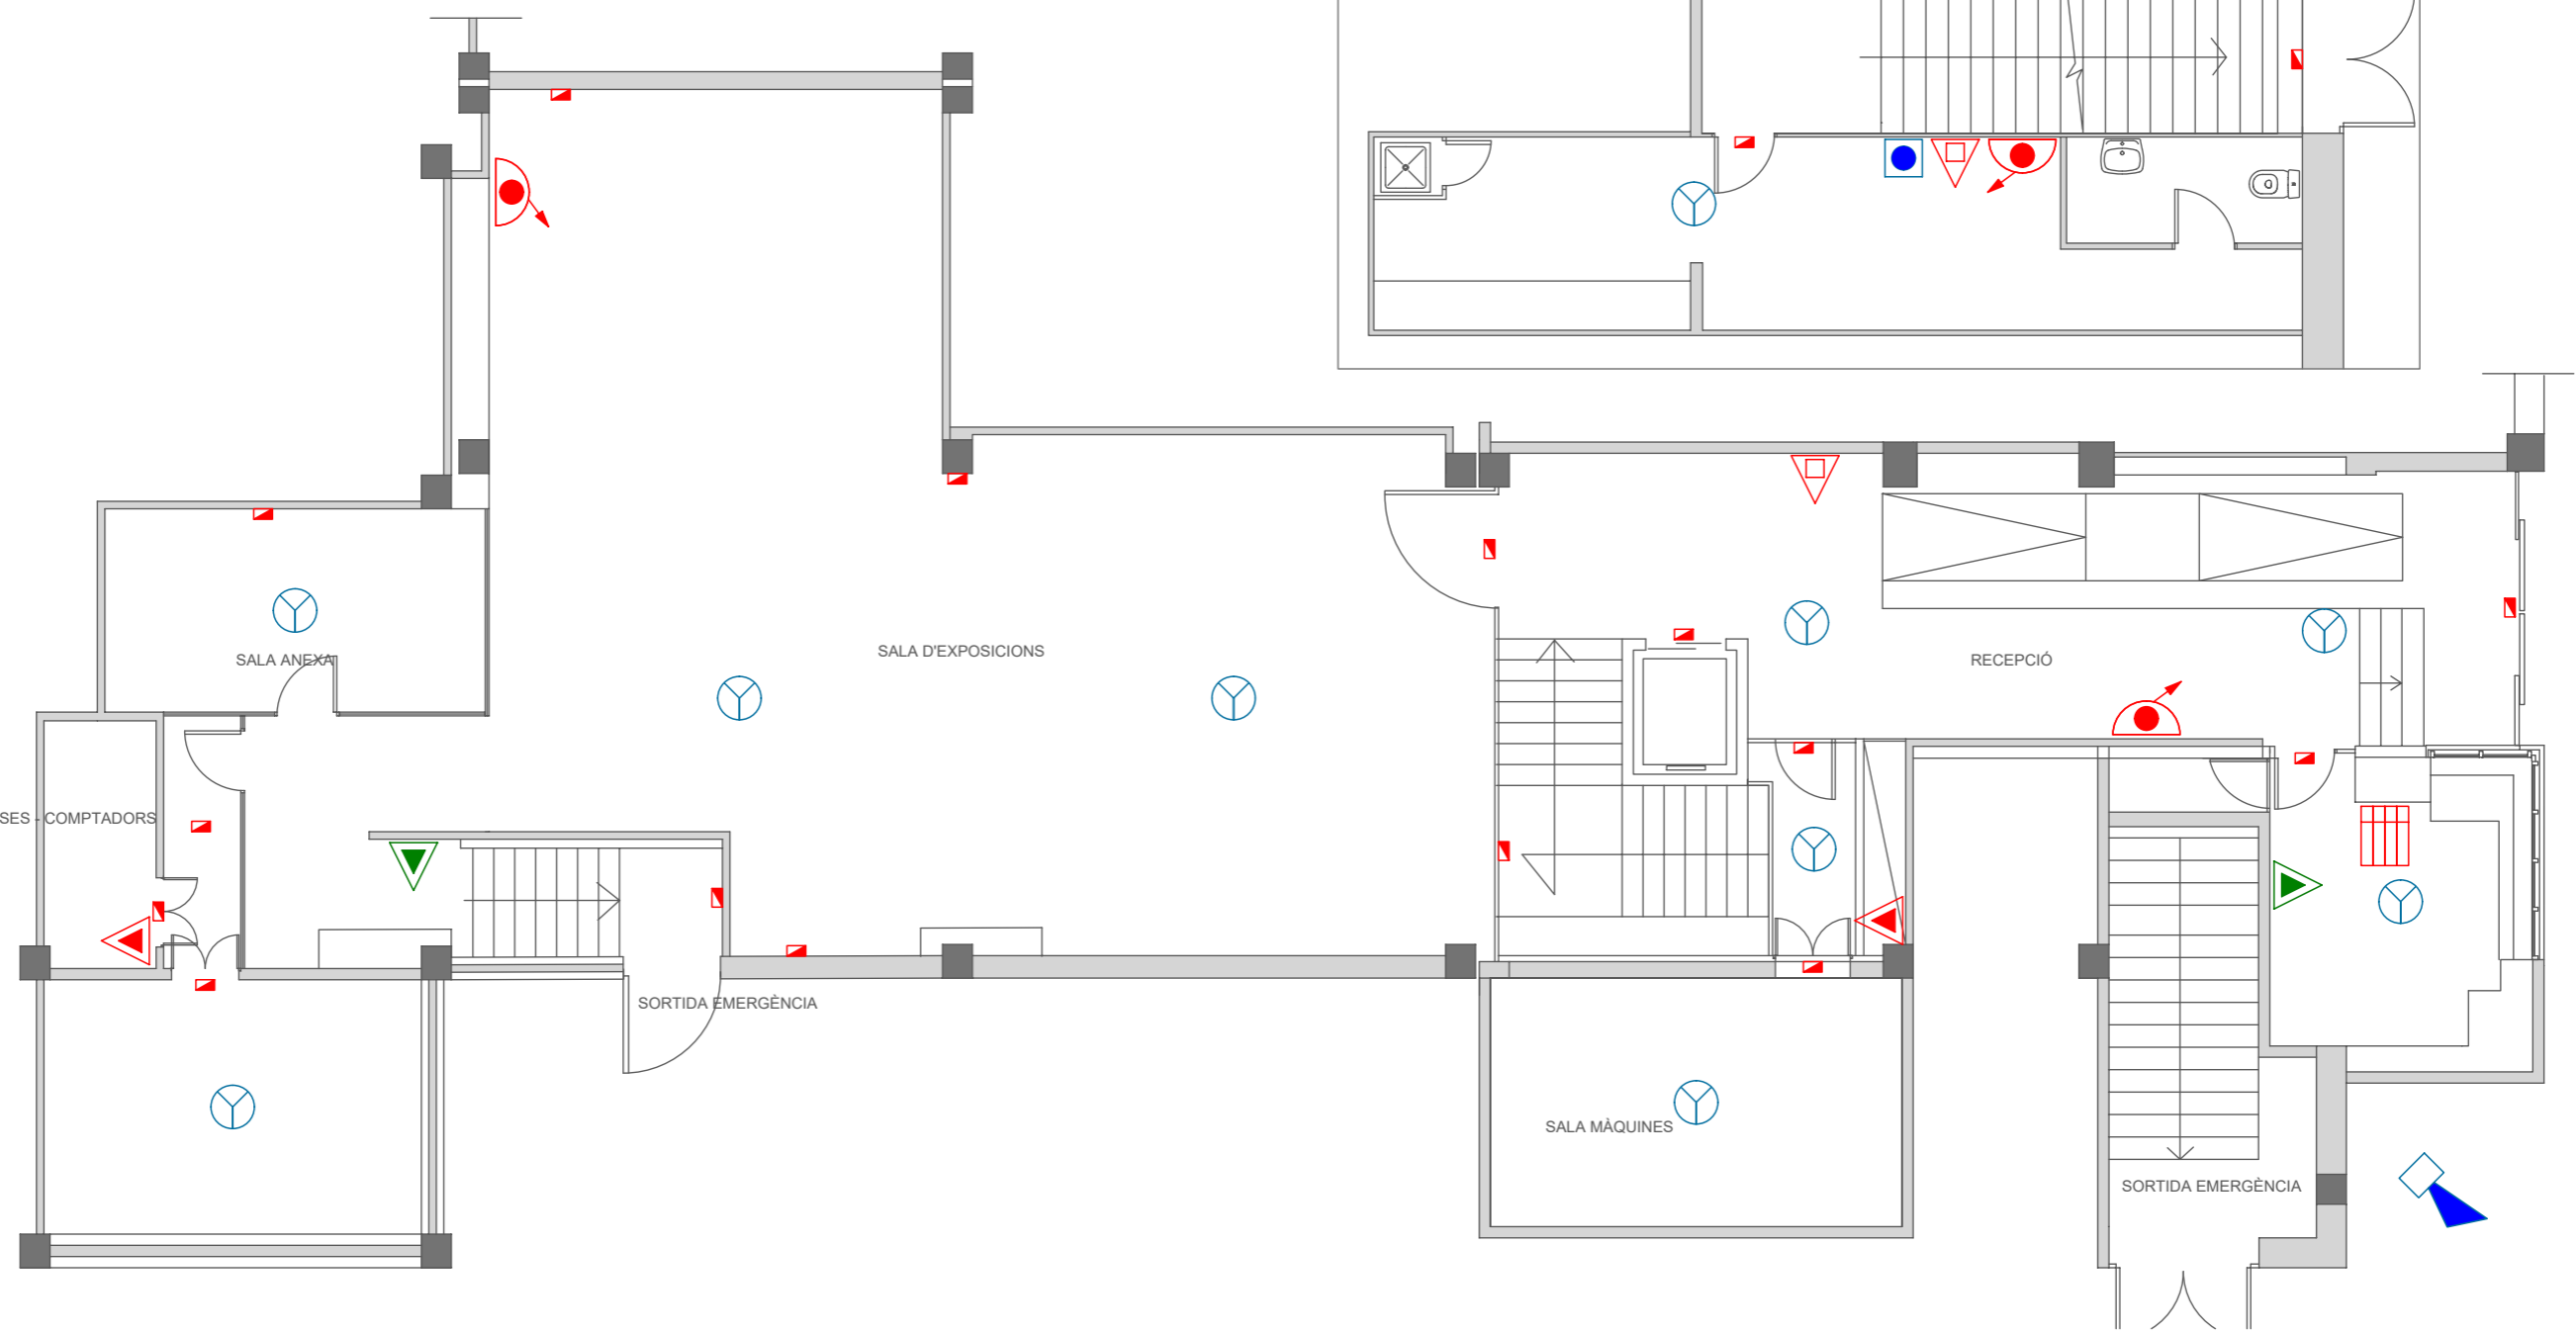 SALA D'EXPOSICIONS
SALA ANEXA
RECEPCIÓ
SES - COMPTADORS
SORTIDA EMERGÈNCIA
SALA MÀQUINES
SORTIDA EMERGÈNCIA